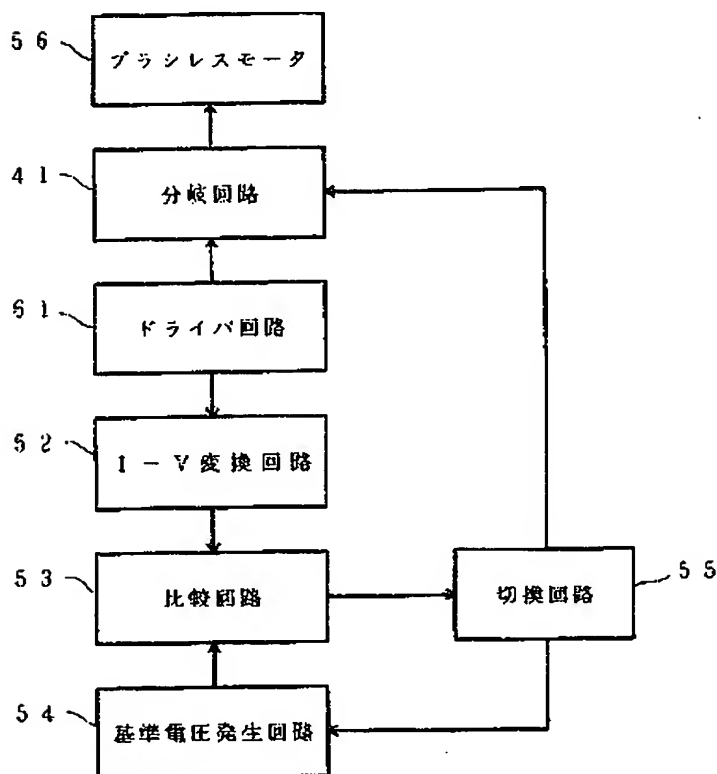 56
ブラシレスモータ
41
分岐回路
51
ドライバ回路
52
I－V変換回路
53
比較回路
切換回路
55
54
基準電圧発生回路